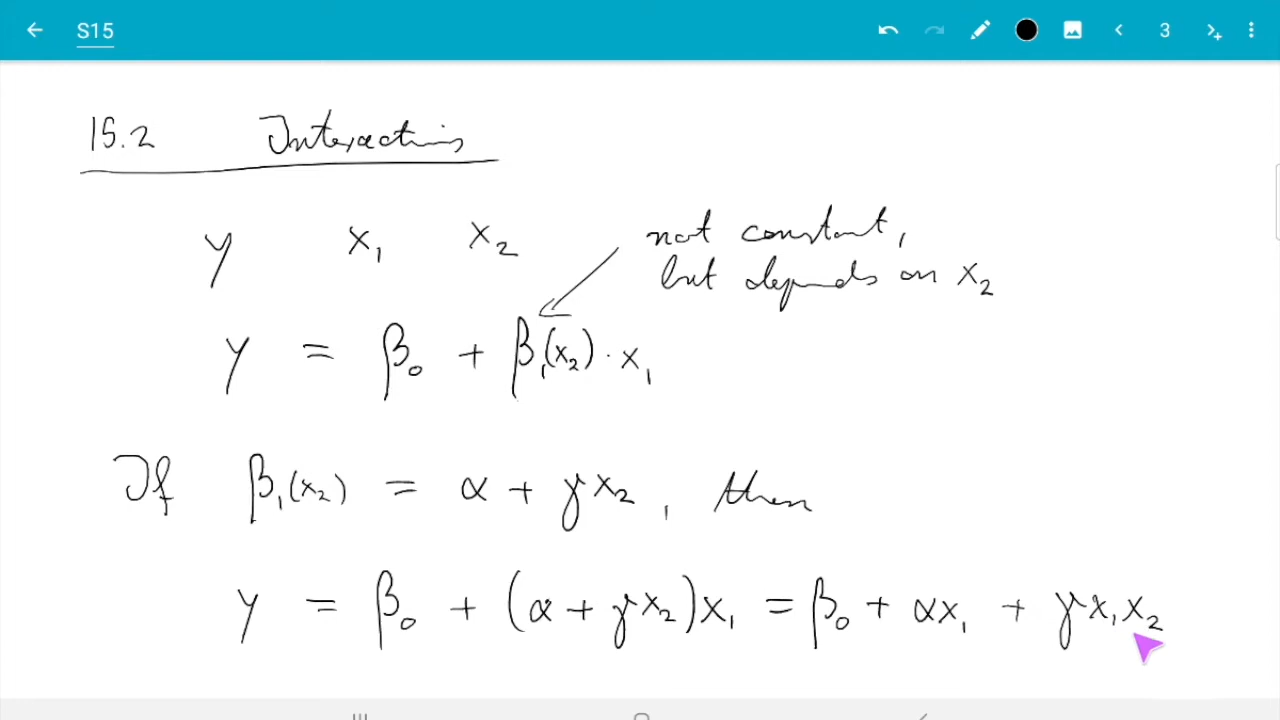 S15 3
15.2 Interactions
y x₁ x₂
not constant,
but depends on x₂
y = β₀ + β₁(x₂) · x₁
If β₁(x₂) = α + γx₂, then
y = β₀ + (α + γx₂)x₁ = β₀ + αx₁ + γx₁x₂